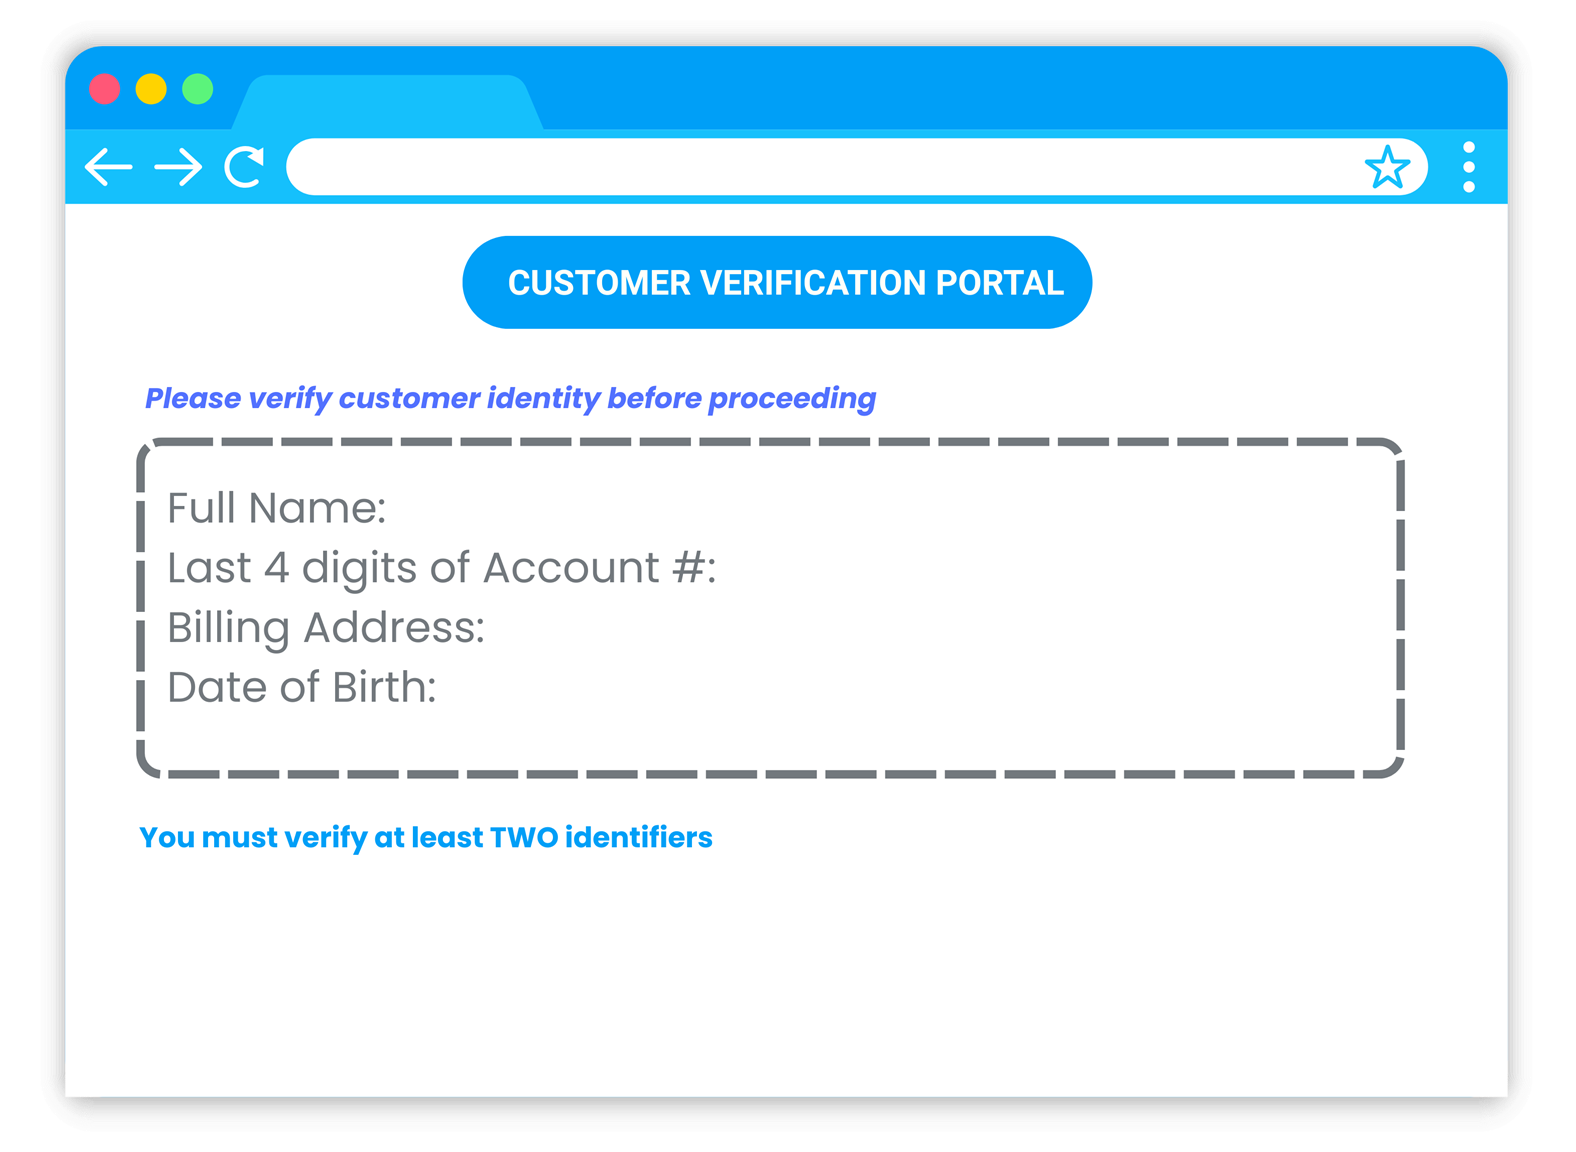 CUSTOMER VERIFICATION PORTAL
Please verify customer identity before proceeding
Full Name:
Last 4 digits of Account #:
Billing Address:
Date of Birth:
You must verify at least TWO identifiers